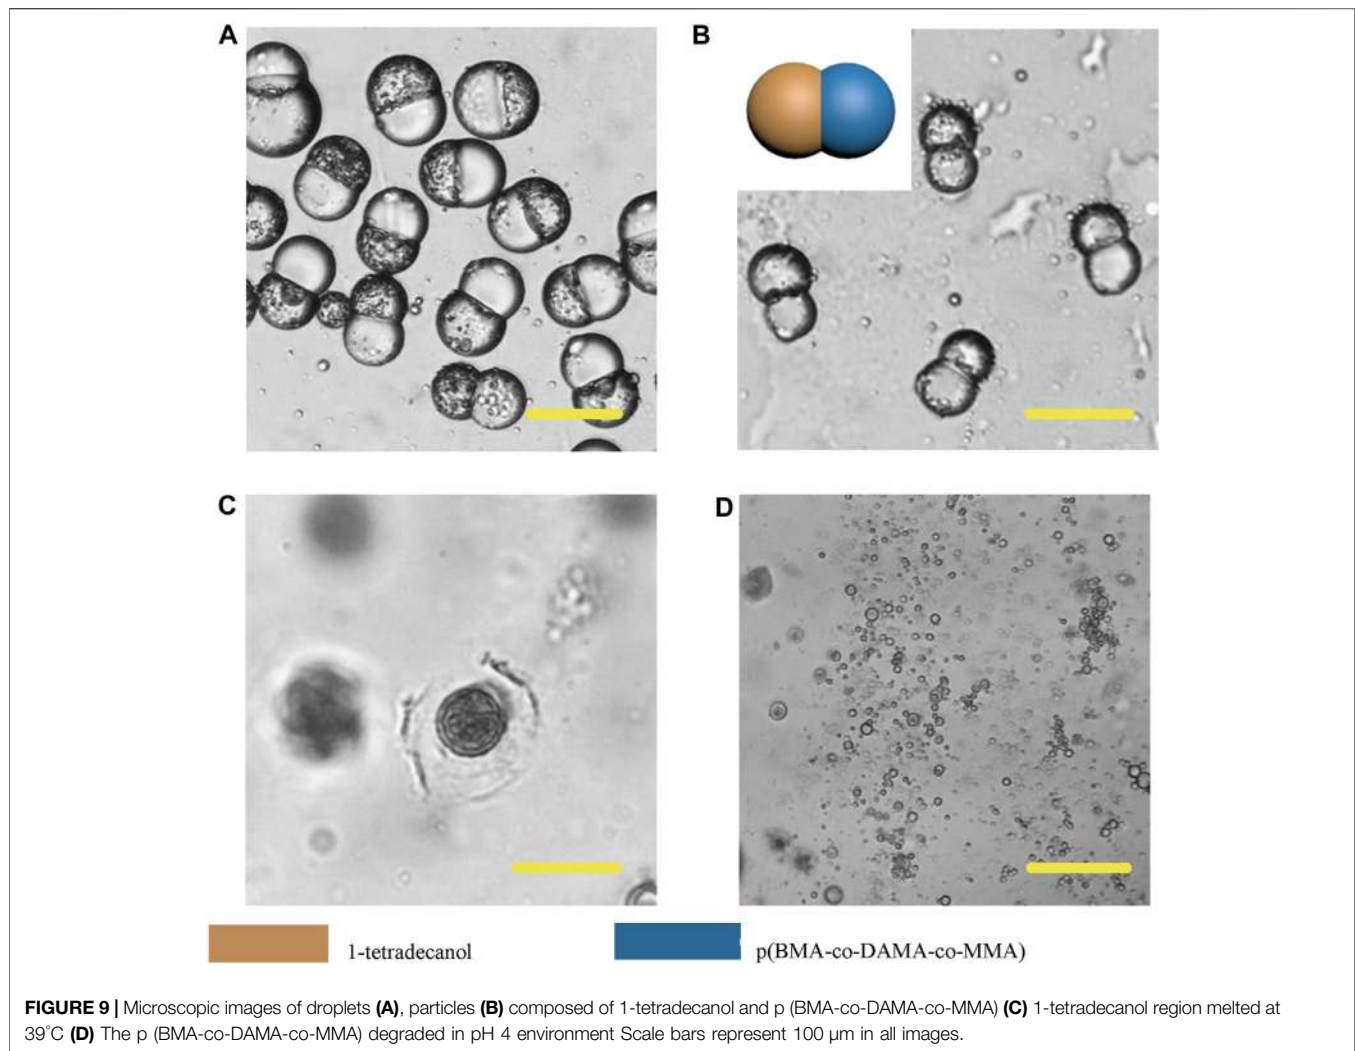 A
B
C
D
1-tetradecanol
p(BMA-co-DAMA-co-MMA)
FIGURE 9 | Microscopic images of droplets (A), particles (B) composed of 1-tetradecanol and p (BMA-co-DAMA-co-MMA) (C) 1-tetradecanol region melted at
39°C (D) The p (BMA-co-DAMA-co-MMA) degraded in pH 4 environment Scale bars represent 100 μm in all images.